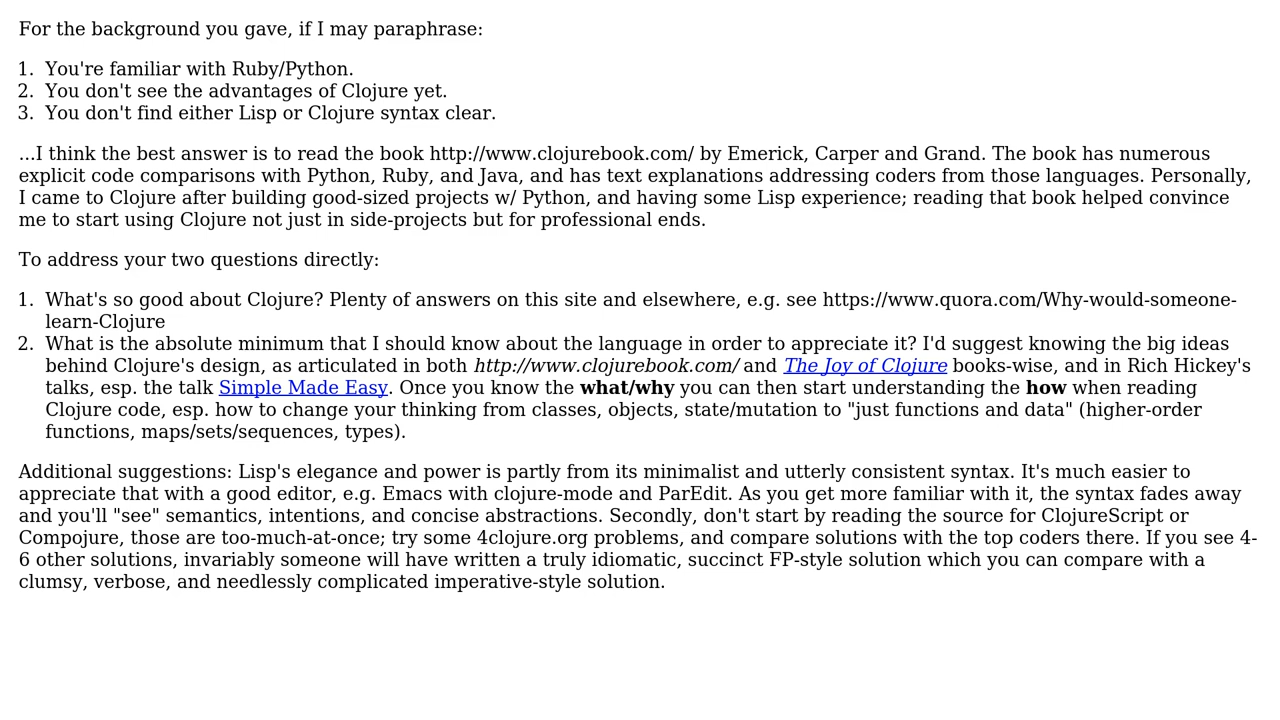 For the background you gave, if I may paraphrase:
1. You're familiar with Ruby/Python.
2. You don't see the advantages of Clojure yet.
3. You don't find either Lisp or Clojure syntax clear.
...I think the best answer is to read the book http://www.clojurebook.com/ by Emerick, Carper and Grand. The book has numerous
explicit code comparisons with Python, Ruby, and Java, and has text explanations addressing coders from those languages. Personally,
I came to Clojure after building good-sized projects w/ Python, and having some Lisp experience; reading that book helped convince
me to start using Clojure not just in side-projects but for professional ends.
To address your two questions directly:
1. What's so good about Clojure? Plenty of answers on this site and elsewhere, e.g. see https://www.quora.com/Why-would-someone-
learn-Clojure
2. What is the absolute minimum that I should know about the language in order to appreciate it? I'd suggest knowing the big ideas
behind Clojure's design, as articulated in both http://www.clojurebook.com/ and The Joy of Clojure books-wise, and in Rich Hickey's
talks, esp. the talk Simple Made Easy. Once you know the what/why you can then start understanding the how when reading
Clojure code, esp. how to change your thinking from classes, objects, state/mutation to "just functions and data" (higher-order
functions, maps/sets/sequences, types).
Additional suggestions: Lisp's elegance and power is partly from its minimalist and utterly consistent syntax. It's much easier to
appreciate that with a good editor, e.g. Emacs with clojure-mode and ParEdit. As you get more familiar with it, the syntax fades away
and you'll "see" semantics, intentions, and concise abstractions. Secondly, don't start by reading the source for ClojureScript or
Compojure, those are too-much-at-once; try some 4clojure.org problems, and compare solutions with the top coders there. If you see 4-
6 other solutions, invariably someone will have written a truly idiomatic, succinct FP-style solution which you can compare with a
clumsy, verbose, and needlessly complicated imperative-style solution.